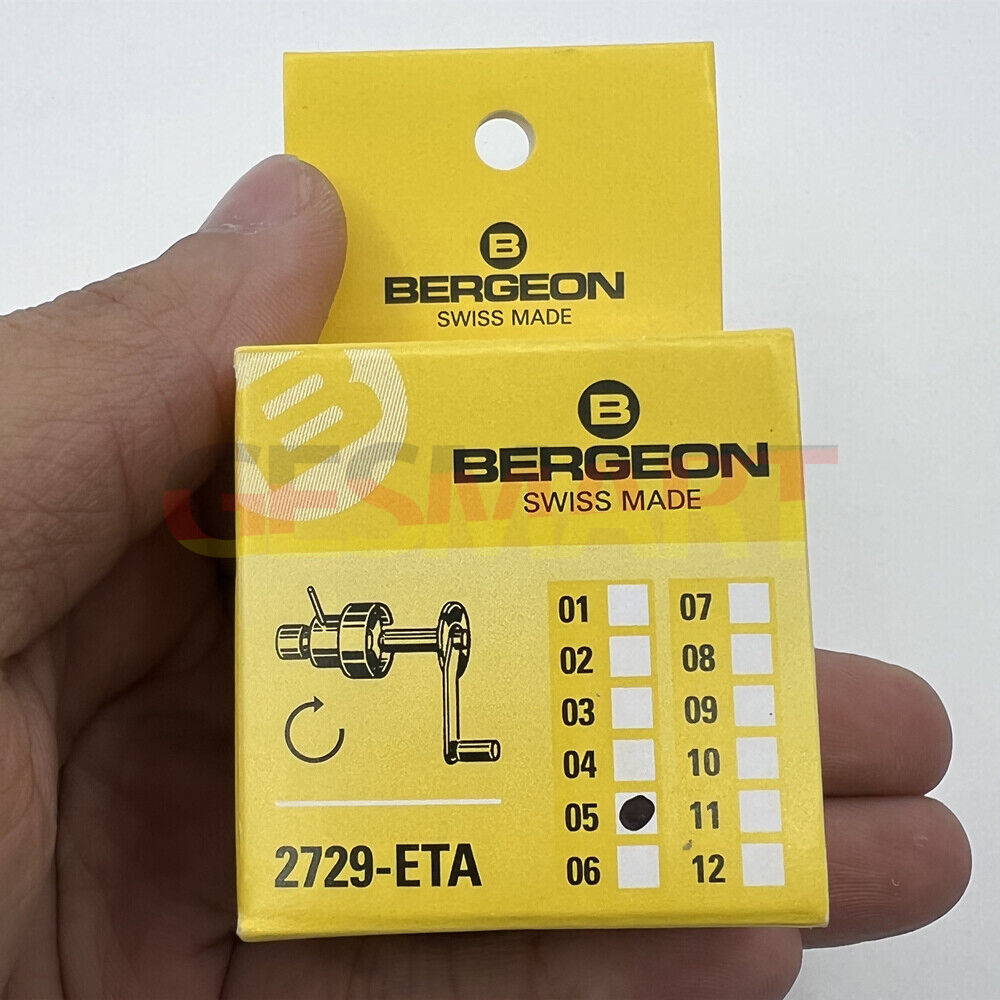 B
BERGEON
SWISS MADE
B
B
BERGEON
SWISS MADE
GESMART
01 07
02 08
03 09
04 10
05 11
06 12
2729-ETA